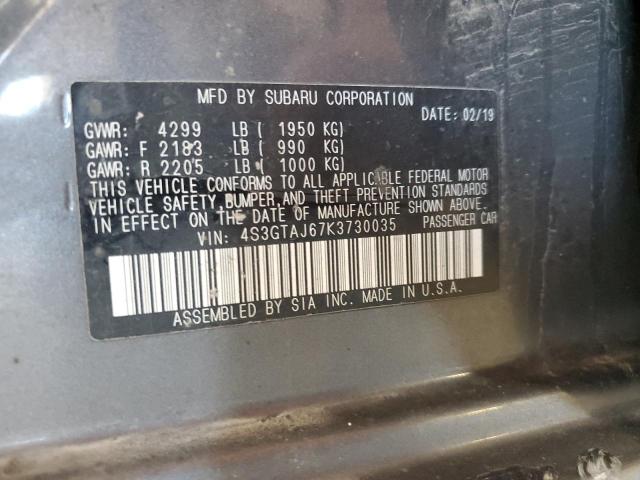 MFD BY SUBARU CORPORATION
DATE: 02/19
GVWR: 4299 LB ( 1950 KG)
GAWR: F 2183 LB ( 990 KG)
GAWR: R 2205 LB ( 1000 KG)
THIS VEHICLE CONFORMS TO ALL APPLICABLE FEDERAL MOTOR
VEHICLE SAFETY, BUMPER, AND THEFT PREVENTION STANDARDS
IN EFFECT ON THE DATE OF MANUFACTURE SHOWN ABOVE.
VIN: 4S3GTAJ67K3730035 PASSENGER CAR
ASSEMBLED BY SIA INC. MADE IN U.S.A.